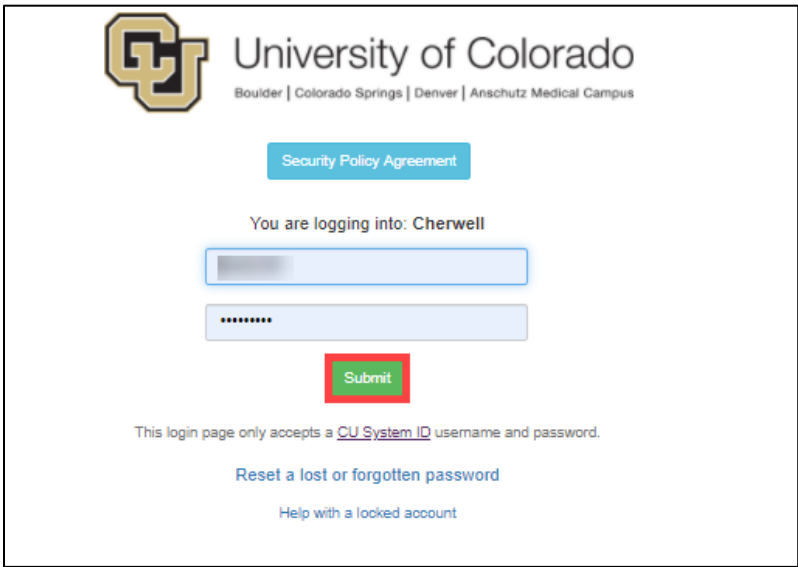 CU
University of Colorado
Boulder | Colorado Springs | Denver | Anschutz Medical Campus
Security Policy Agreement
You are logging into: Cherwell
•••••••••
Submit
This login page only accepts a CU System ID username and password.
Reset a lost or forgotten password
Help with a locked account